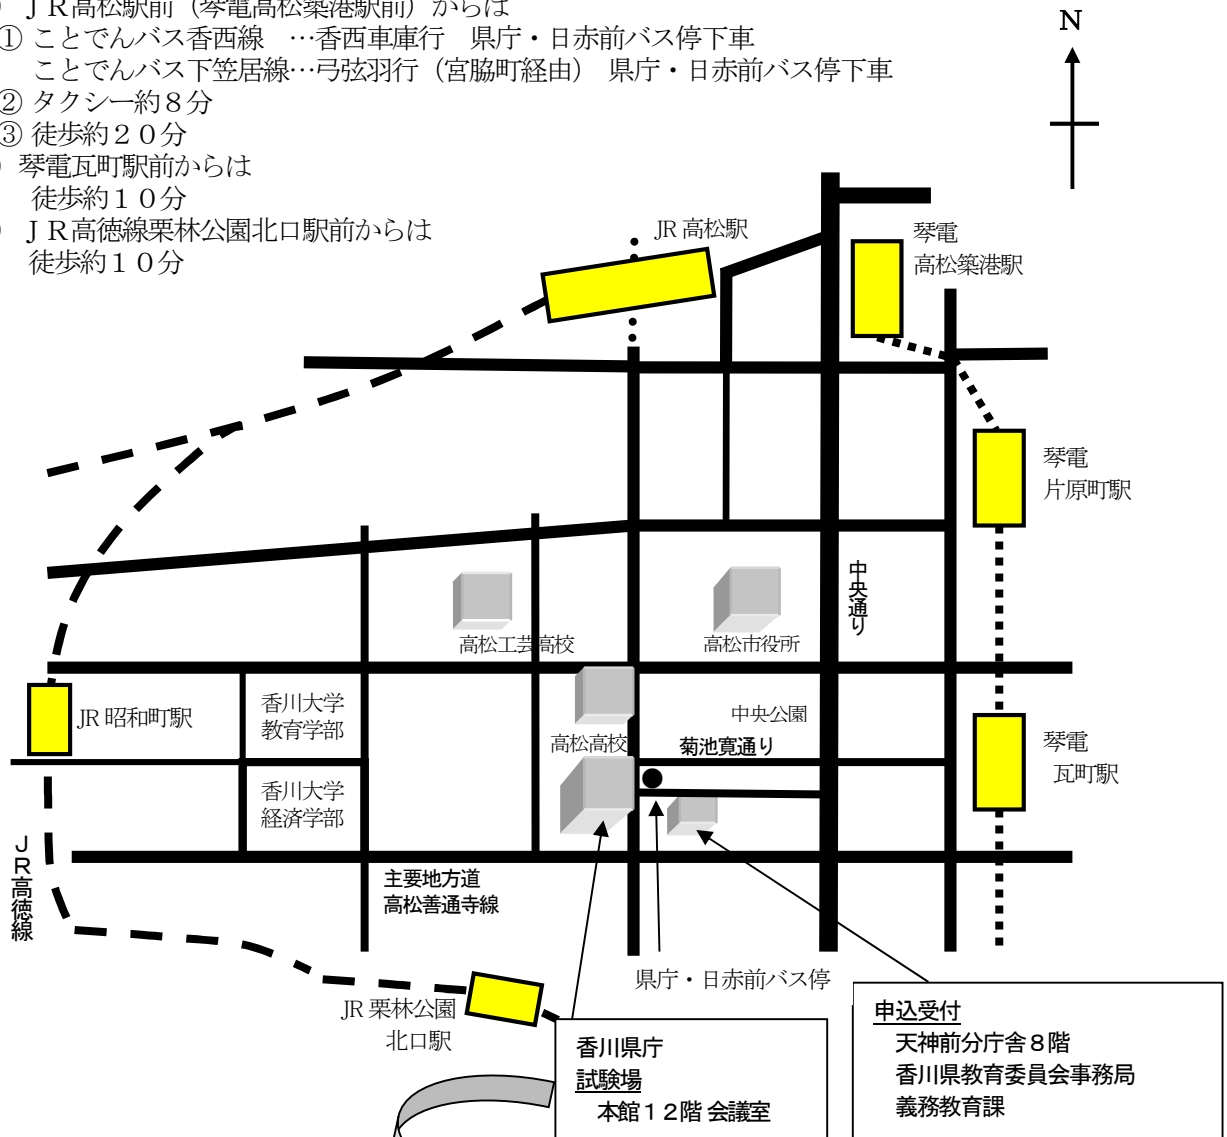 ＪＲ高松駅前（琴電高松築港駅前）からは
① ことでんバス香西線　…香西車庫行　県庁・日赤前バス停下車
ことでんバス下笠居線…弓弦羽行（宮脇町経由）　県庁・日赤前バス停下車
② タクシー約８分
③ 徒歩約２０分
琴電瓦町駅前からは
徒歩約１０分
ＪＲ高徳線栗林公園北口駅前からは
徒歩約１０分
N
JR 高松駅
琴電
高松築港駅
琴電
片原町駅
中央通り
高松工芸高校
高松市役所
JR 昭和町駅
香川大学
教育学部
高松高校
中央公園
菊池寛通り
琴電
瓦町駅
香川大学
経済学部
ＪＲ高徳線
主要地方道
高松善通寺線
県庁・日赤前バス停
JR 栗林公園
北口駅
香川県庁
試験場
本館１２階 会議室
申込受付
天神前分庁舎８階
香川県教育委員会事務局
義務教育課